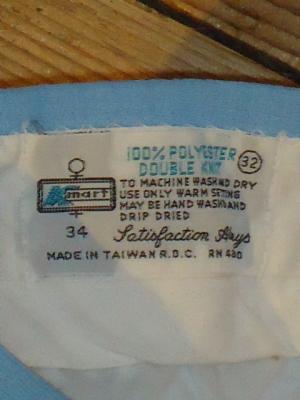 100% POLYESTER
DOUBLE KNIT
32
TO MACHINE WASH AND DRY
Kmart
USE ONLY WARM SETTING
MAY BE HAND WASH AND
DRIP DRIED
34
Satisfaction Always
MADE IN TAIWAN R.O.C. RN 480